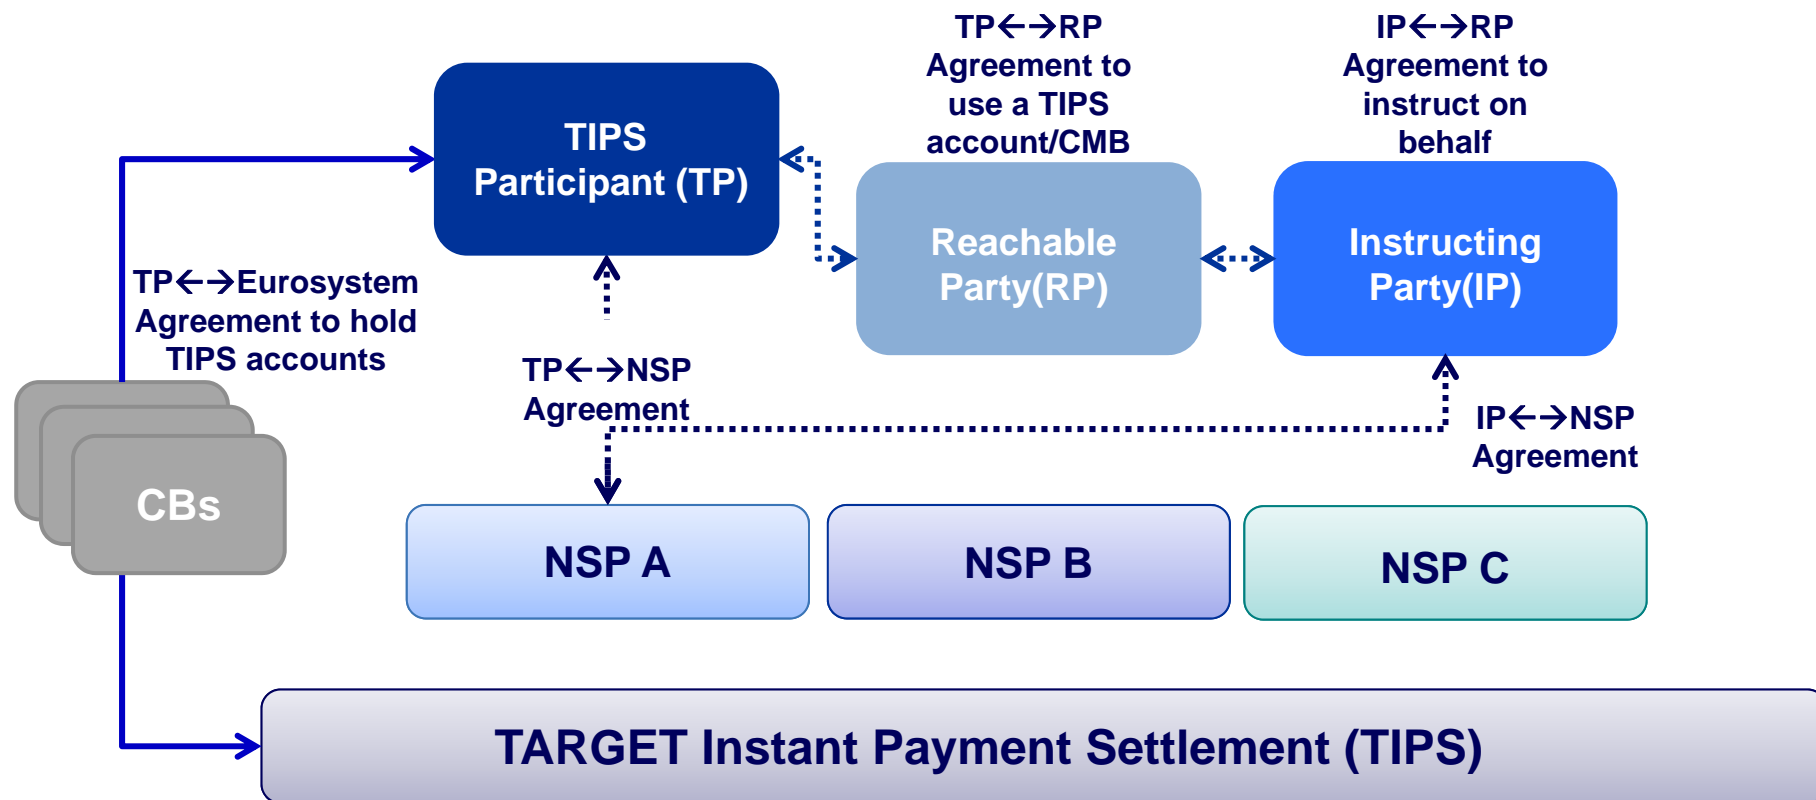 TP←→RP
Agreement to
use a TIPS
account/CMB
IP←→RP
Agreement to
instruct on
behalf
TIPS
Participant (TP)
Reachable
Party(RP)
Instructing
Party(IP)
TP←→Eurosystem
Agreement to hold
TIPS accounts
TP←→NSP
Agreement
IP←→NSP
Agreement
CBs
NSP A
NSP B
NSP C
TARGET Instant Payment Settlement (TIPS)